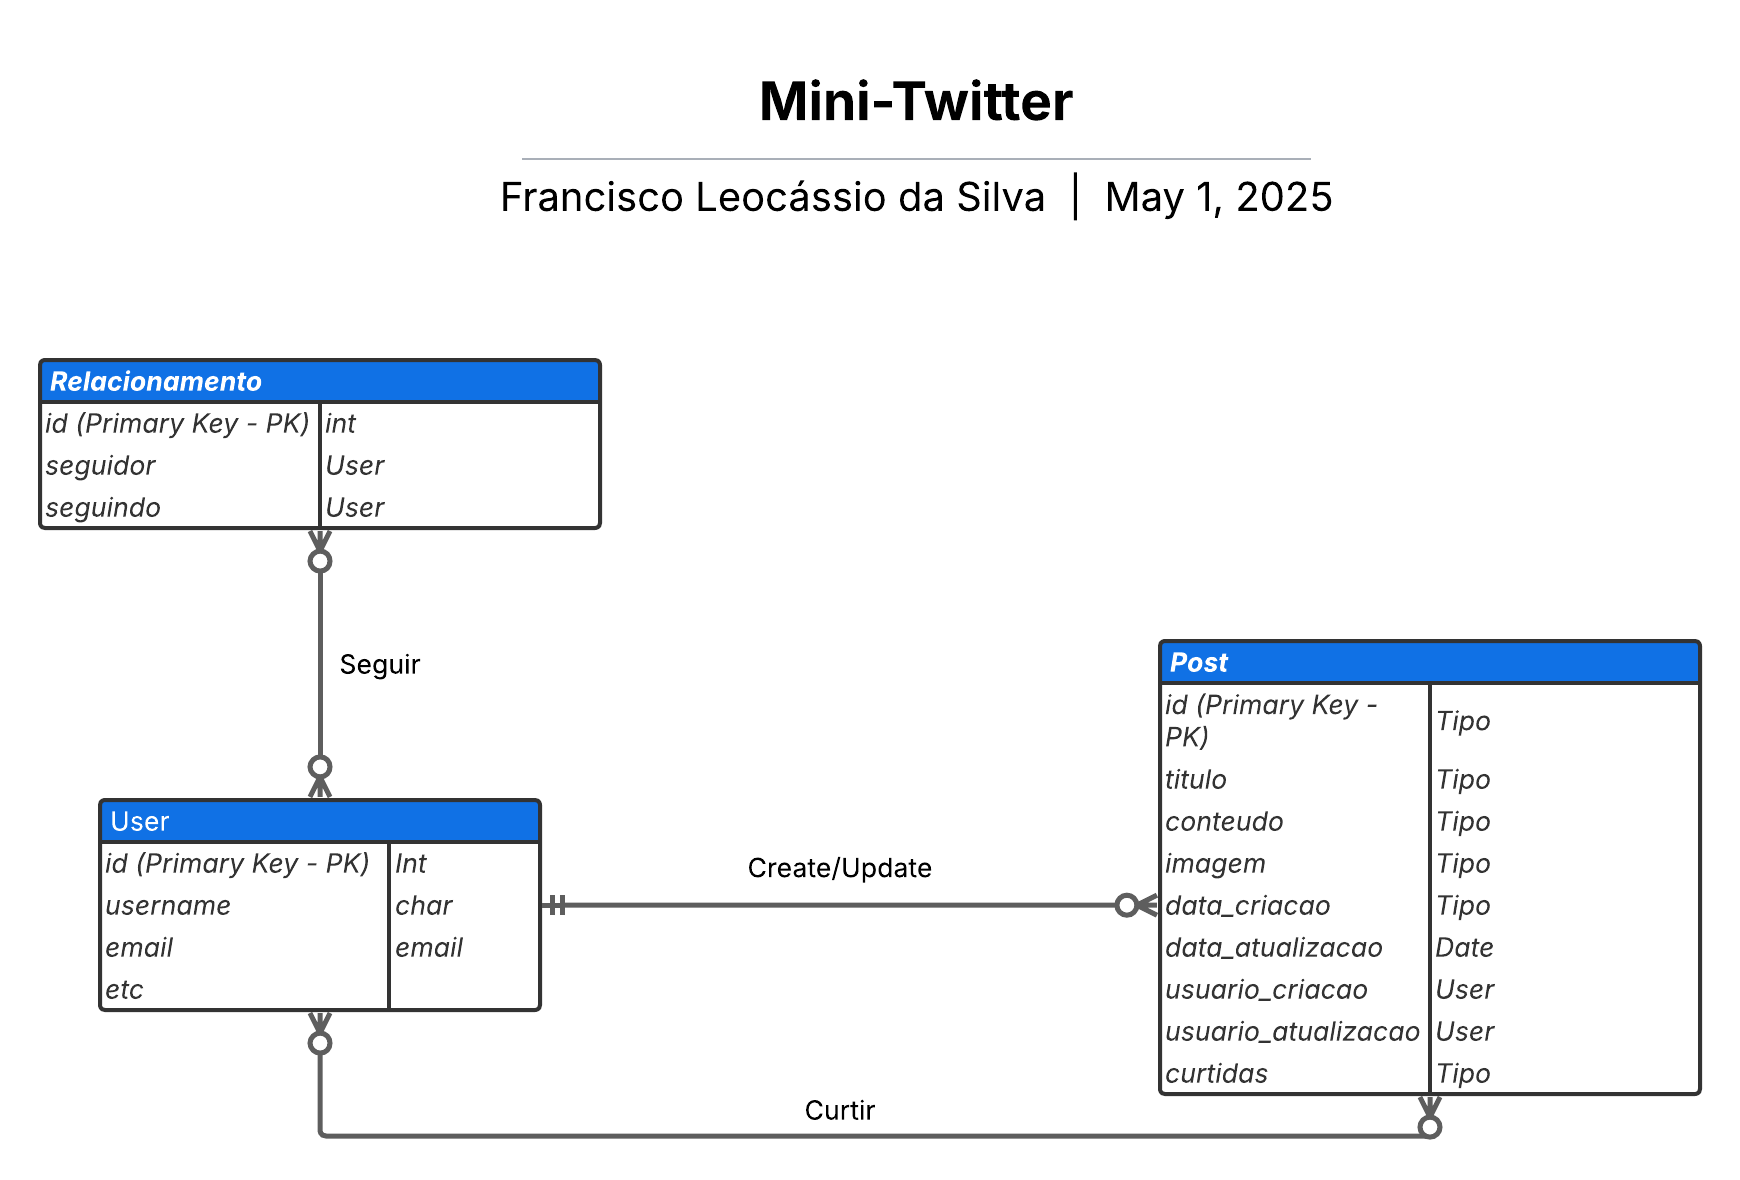 Mini-Twitter
Francisco Leocássio da Silva | May 1, 2025
Relacionamento
id (Primary Key - PK) int
seguidor User
seguindo User
Seguir
User
id (Primary Key - PK) Int
username char
email email
etc
Create/Update
Post
id (Primary Key -
PK) Tipo
titulo Tipo
conteudo Tipo
imagem Tipo
data_criacao Tipo
data_atualizacao Date
usuario_criacao User
usuario_atualizacao User
curtidas Tipo
Curtir